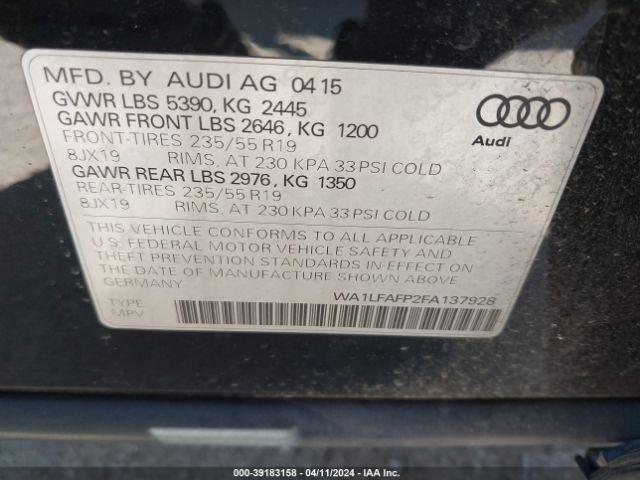 MFD. BY AUDI AG 04 15
GVWR LBS 5390, KG 2445
GAWR FRONT LBS 2646, KG 1200
FRONT-TIRES 235/55 R19
8JX19 RIMS, AT 230 KPA 33 PSI COLD
GAWR REAR LBS 2976, KG 1350
REAR-TIRES 235/55 R19
8JX19 RIMS, AT 230 KPA 33 PSI COLD
THIS VEHICLE CONFORMS TO ALL APPLICABLE
U.S. FEDERAL MOTOR VEHICLE SAFETY AND
THEFT PREVENTION STANDARDS IN EFFECT ON
THE DATE OF MANUFACTURE SHOWN ABOVE
GERMANY
WA1LFAFP2FA137928
TYPE
MPV
Audi
000-39183158 - 04/11/2024 - IAA Inc.